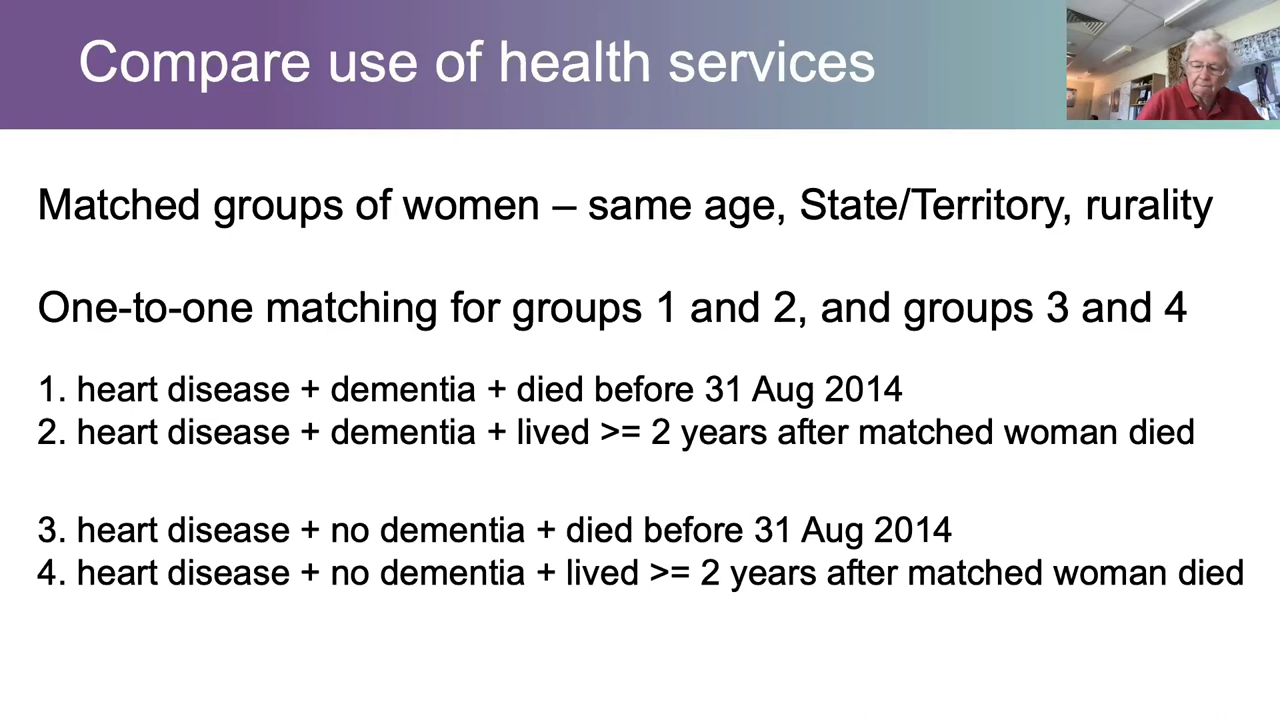 Compare use of health services
Matched groups of women – same age, State/Territory, rurality
One-to-one matching for groups 1 and 2, and groups 3 and 4
1. heart disease + dementia + died before 31 Aug 2014
2. heart disease + dementia + lived >= 2 years after matched woman died
3. heart disease + no dementia + died before 31 Aug 2014
4. heart disease + no dementia + lived >= 2 years after matched woman died